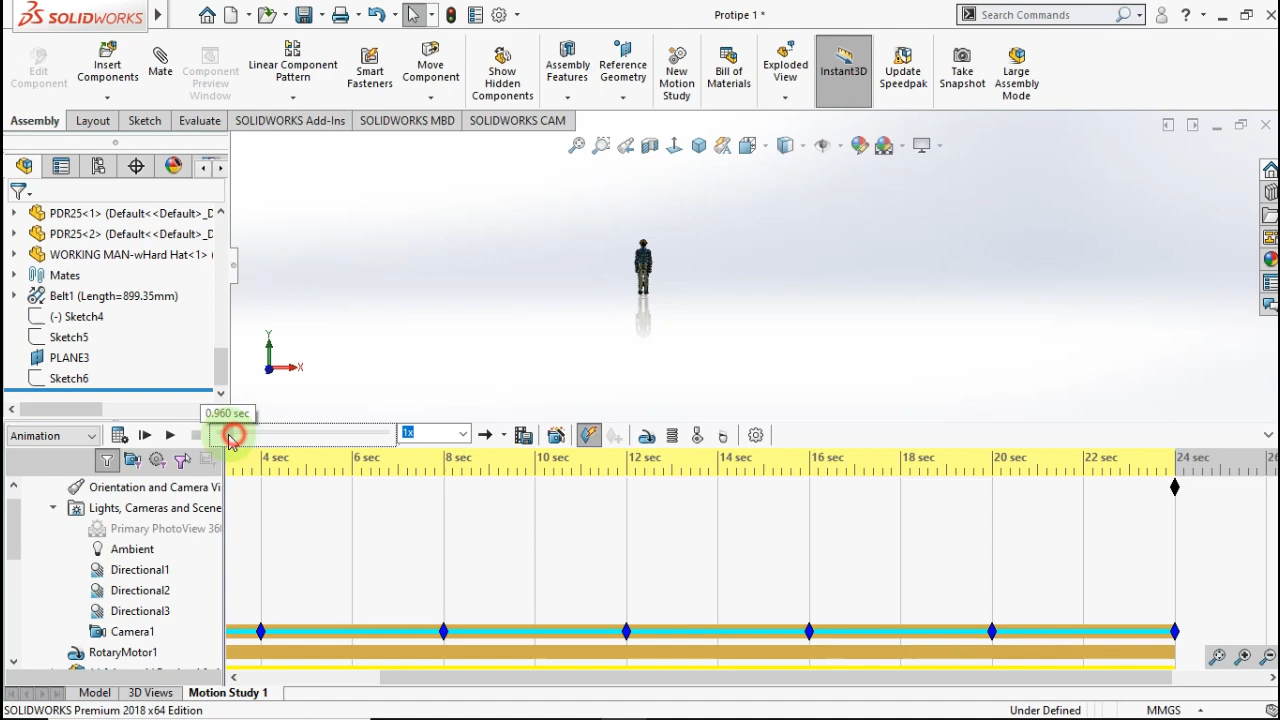 SOLIDWORKS
Protipe 1 *
Search Commands
Edit Component
Insert Components
Mate
Component Preview Window
Linear Component Pattern
Smart Fasteners
Move Component
Show Hidden Components
Assembly Features
Reference Geometry
New Motion Study
Bill of Materials
Exploded View
Instant3D
Update Speedpak
Take Snapshot
Large Assembly Mode
Assembly
Layout
Sketch
Evaluate
SOLIDWORKS Add-Ins
SOLIDWORKS MBD
SOLIDWORKS CAM
PDR25<1> (Default<<Default>_D
PDR25<2> (Default<<Default>_D
WORKING MAN-wHard Hat<1> (
Mates
Belt1 (Length=899.35mm)
(-) Sketch4
Sketch5
PLANE3
Sketch6
Y
X
0.960 sec
Animation
1x
4 sec
6 sec
8 sec
10 sec
12 sec
14 sec
16 sec
18 sec
20 sec
22 sec
24 sec
26
Orientation and Camera Vi
Lights, Cameras and Scene
Primary PhotoView 360
Ambient
Directional1
Directional2
Directional3
Camera1
RotaryMotor1
Model
3D Views
Motion Study 1
SOLIDWORKS Premium 2018 x64 Edition
Under Defined
MMGS